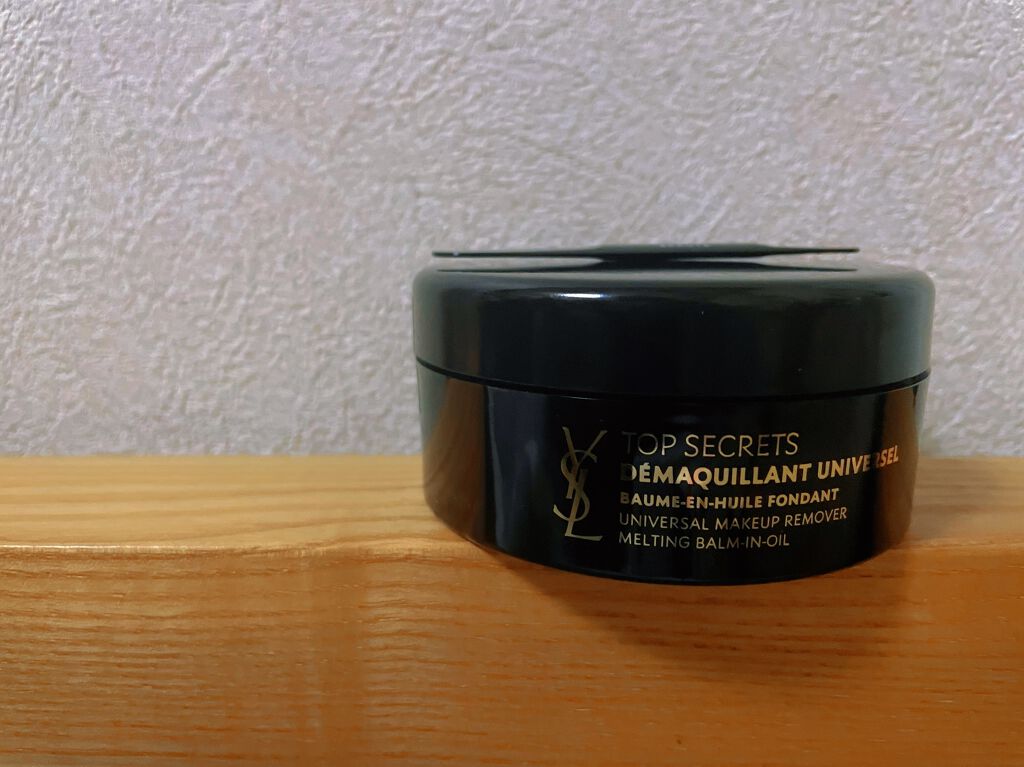 YSL
TOP SECRETS
DÉMAQUILLANT UNIVERSEL
BAUME-EN-HUILE FONDANT
UNIVERSAL MAKEUP REMOVER
MELTING BALM-IN-OIL